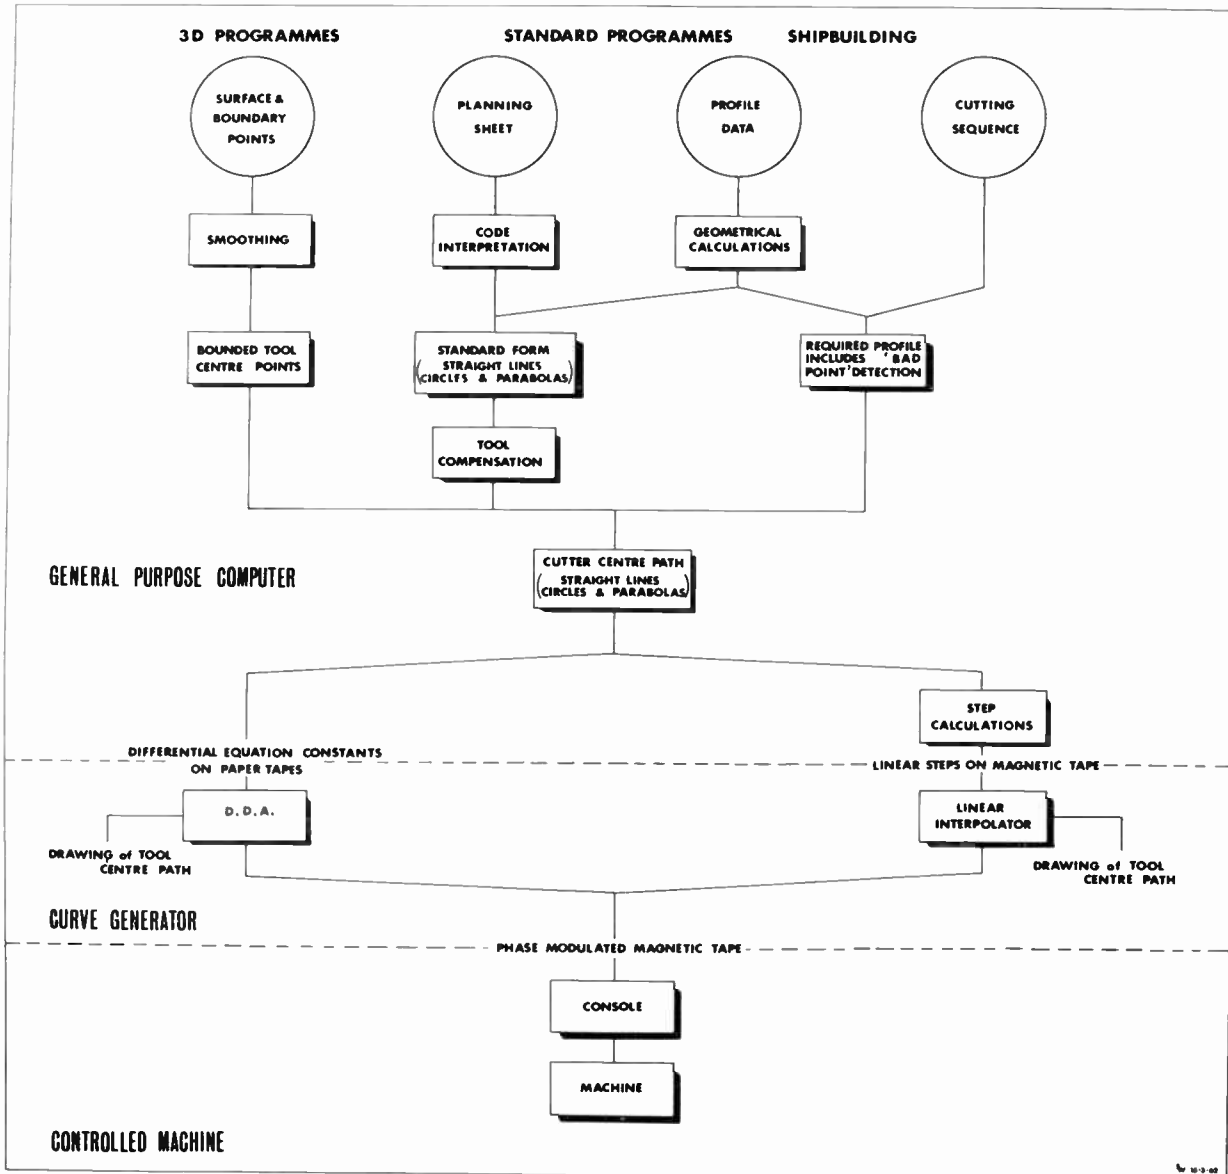 3D PROGRAMMES STANDARD PROGRAMMES SHIPBUILDING
SURFACE &
BOUNDARY
POINTS
PLANNING
SHEET
PROFILE
DATA
CUTTING
SEQUENCE
SMOOTHING
CODE
INTERPRETATION
GEOMETRICAL
CALCULATIONS
BOUNDED TOOL
CENTRE POINTS
STANDARD FORM
(STRAIGHT LINES
CIRCLES & PARABOLAS)
REQUIRED PROFILE
INCLUDES 'BAD
POINT' DETECTION
TOOL
COMPENSATION
CUTTER CENTRE PATH
(STRAIGHT LINES
CIRCLES & PARABOLAS)
GENERAL PURPOSE COMPUTER
STEP
CALCULATIONS
DIFFERENTIAL EQUATION CONSTANTS
ON PAPER TAPES
LINEAR STEPS ON MAGNETIC TAPE
D.D.A.
LINEAR
INTERPOLATOR
DRAWING of TOOL
CENTRE PATH
DRAWING of TOOL
CENTRE PATH
CURVE GENERATOR
PHASE MODULATED MAGNETIC TAPE
CONSOLE
MACHINE
CONTROLLED MACHINE